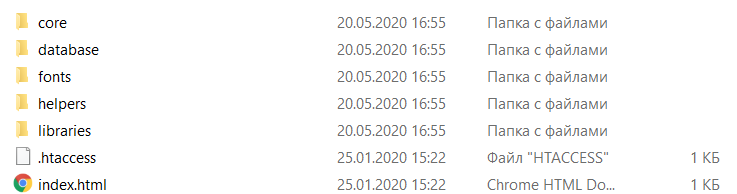 core 20.05.2020 16:55 Папка с файлами
database 20.05.2020 16:55 Папка с файлами
fonts 20.05.2020 16:55 Папка с файлами
helpers 20.05.2020 16:55 Папка с файлами
libraries 20.05.2020 16:55 Папка с файлами
.htaccess 25.01.2020 15:22 Файл "HTACCESS" 1 КБ
index.html 25.01.2020 15:22 Chrome HTML Do... 1 КБ